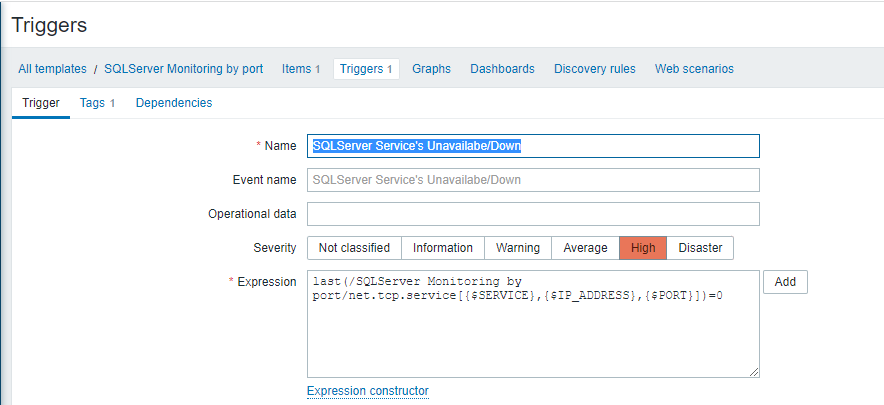 Triggers
All templates / SQLServer Monitoring by port Items 1 Triggers 1 Graphs Dashboards Discovery rules Web scenarios
Trigger Tags 1 Dependencies
* Name SQLServer Service's Unavailabe/Down
Event name SQLServer Service's Unavailabe/Down
Operational data
Severity Not classified Information Warning Average High Disaster
* Expression last(/SQLServer Monitoring by Add
port/net.tcp.service[{$SERVICE},{$IP_ADDRESS},{$PORT}])=0
Expression constructor